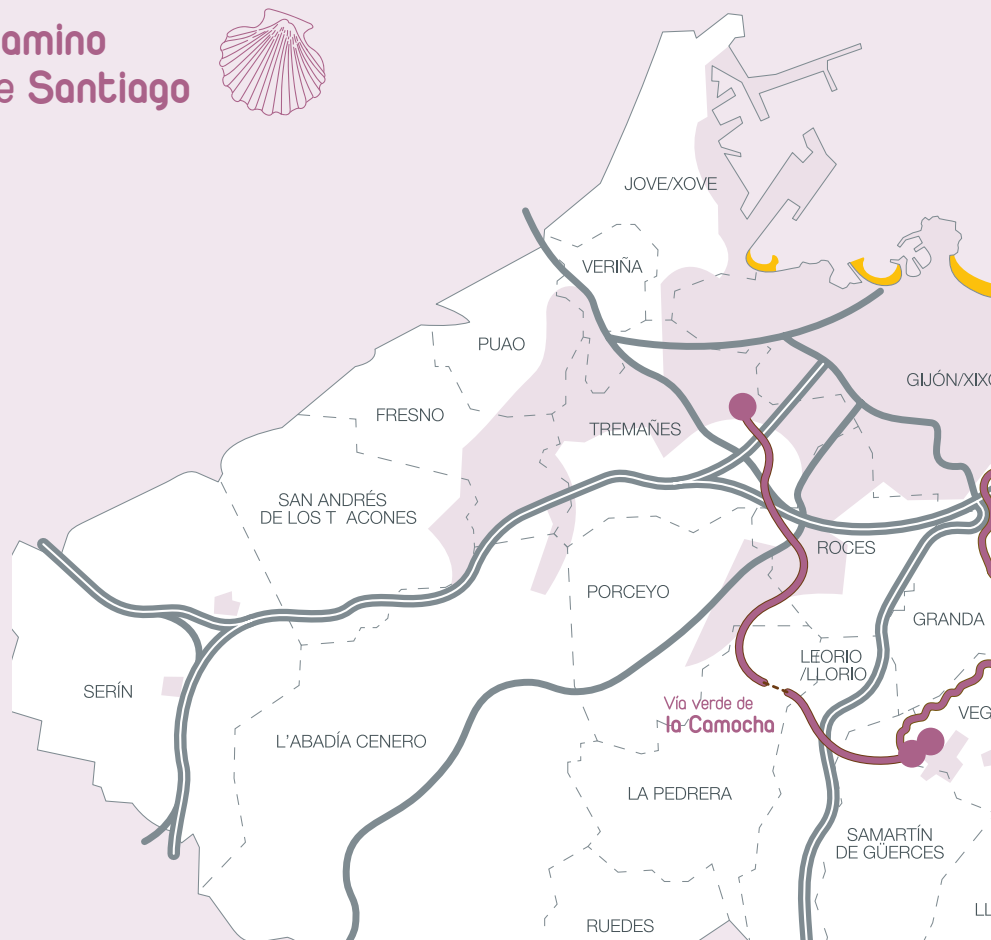 amino
e Santiago
JOVE/XOVE
VERIÑA
PUAO
GIJÓN/XIXO
FRESNO
TREMAÑES
SAN ANDRÉS
DE LOS T ACONES
ROCES
PORCEYO
GRANDA
LEORIO
/LLORIO
SERÍN
Vía verde de
la Camocha
VEG
L'ABADÍA CENERO
LA PEDRERA
SAMARTÍN
DE GÜERCES
LL
RUEDES